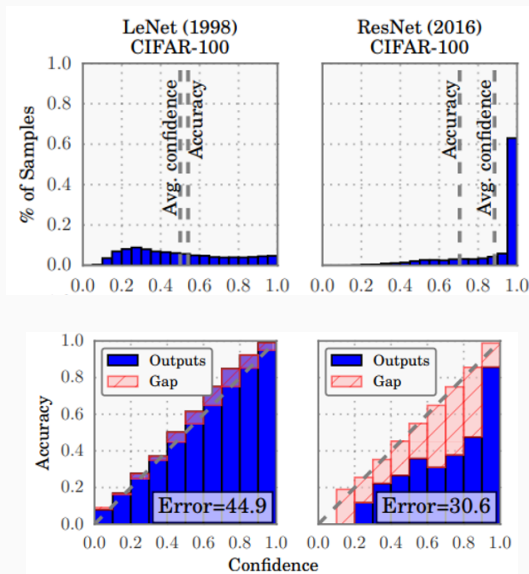 LeNet (1998)
CIFAR-100
ResNet (2016)
CIFAR-100
% of Samples
1.0
0.8
0.6
0.4
0.2
0.0
Avg. confidence
Accuracy
Accuracy
Avg. confidence
0.0 0.2 0.4 0.6 0.8 1.0
0.0 0.2 0.4 0.6 0.8 1.0
Accuracy
1.0
0.8
0.6
0.4
0.2
0.0
Outputs
Gap
Error=44.9
Outputs
Gap
Error=30.6
0.0 0.2 0.4 0.6 0.8 1.0
0.0 0.2 0.4 0.6 0.8 1.0
Confidence